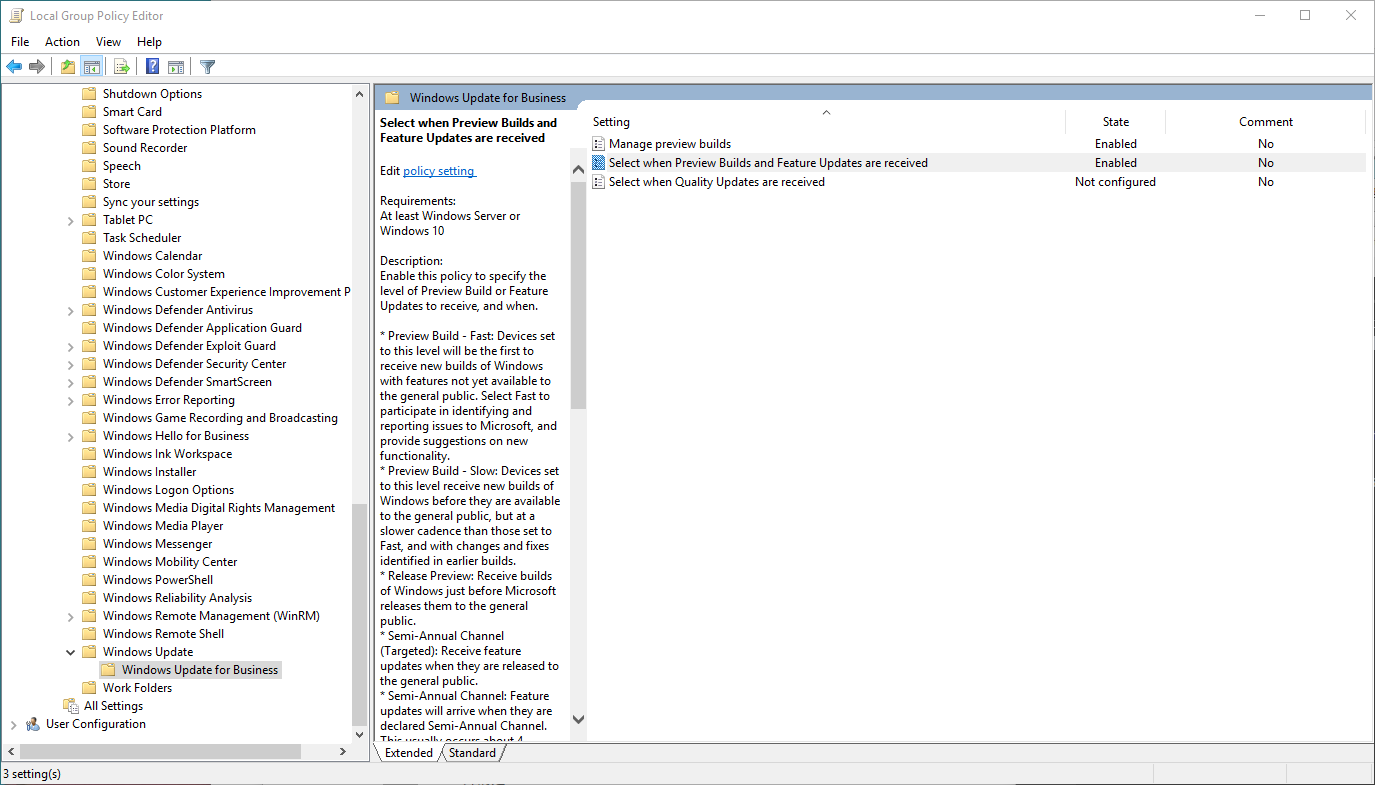 Local Group Policy Editor
File Action View Help
Shutdown Options
Smart Card
Software Protection Platform
Sound Recorder
Speech
Store
Sync your settings
Tablet PC
Task Scheduler
Windows Calendar
Windows Color System
Windows Customer Experience Improvement P
Windows Defender Antivirus
Windows Defender Application Guard
Windows Defender Exploit Guard
Windows Defender Security Center
Windows Defender SmartScreen
Windows Error Reporting
Windows Game Recording and Broadcasting
Windows Hello for Business
Windows Ink Workspace
Windows Installer
Windows Logon Options
Windows Media Digital Rights Management
Windows Media Player
Windows Messenger
Windows Mobility Center
Windows PowerShell
Windows Reliability Analysis
Windows Remote Management (WinRM)
Windows Remote Shell
Windows Update
Windows Update for Business
Work Folders
All Settings
User Configuration
Windows Update for Business
Select when Preview Builds and
Feature Updates are received
Edit policy setting
Requirements:
At least Windows Server or
Windows 10
Description:
Enable this policy to specify the
level of Preview Build or Feature
Updates to receive, and when.
* Preview Build - Fast: Devices set
to this level will be the first to
receive new builds of Windows
with features not yet available to
the general public. Select Fast to
participate in identifying and
reporting issues to Microsoft, and
provide suggestions on new
functionality.
* Preview Build - Slow: Devices set
to this level receive new builds of
Windows before they are available
to the general public, but at a
slower cadence than those set to
Fast, and with changes and fixes
identified in earlier builds.
* Release Preview: Receive builds
of Windows just before Microsoft
releases them to the general
public.
* Semi-Annual Channel
(Targeted): Receive feature
updates when they are released to
the general public.
* Semi-Annual Channel: Feature
updates will arrive when they are
declared Semi-Annual Channel.
This usually occurs about 4
Setting State Comment
Manage preview builds Enabled No
Select when Preview Builds and Feature Updates are received Enabled No
Select when Quality Updates are received Not configured No
Extended Standard
3 setting(s)